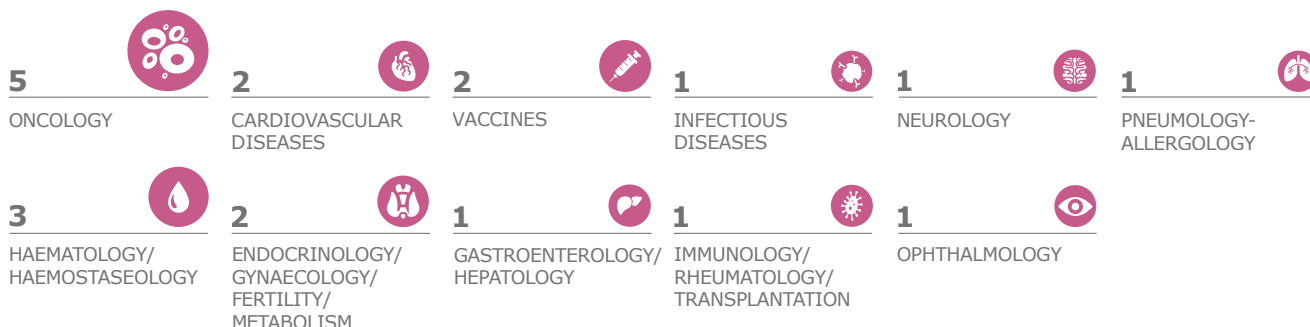 5
ONCOLOGY
2
CARDIOVASCULAR
DISEASES
2
VACCINES
1
INFECTIOUS
DISEASES
1
NEUROLOGY
1
PNEUMOLOGY-
ALLERGOLOGY
3
HAEMATOLOGY/
HAEMOSTASEOLOGY
2
ENDOCRINOLOGY/
GYNAECOLOGY/
FERTILITY/
METABOLISM
1
GASTROENTEROLOGY/
HEPATOLOGY
1
IMMUNOLOGY/
RHEUMATOLOGY/
TRANSPLANTATION
1
OPHTHALMOLOGY